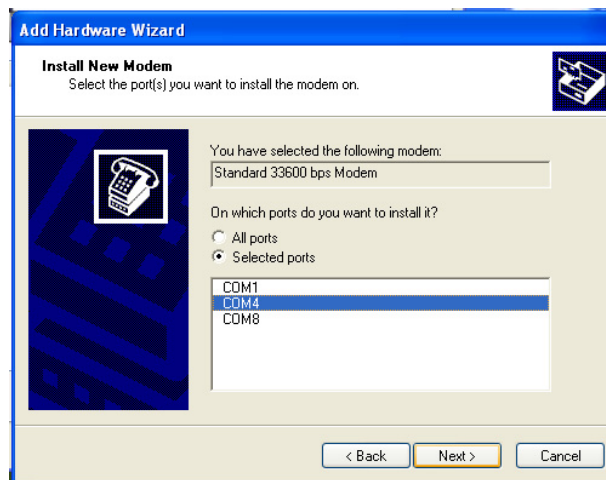 Add Hardware Wizard
Install New Modem
Select the port(s) you want to install the modem on.
You have selected the following modem:
Standard 33600 bps Modem
On which ports do you want to install it?
All ports
Selected ports
COM1
COM4
COM8
< Back Next > Cancel